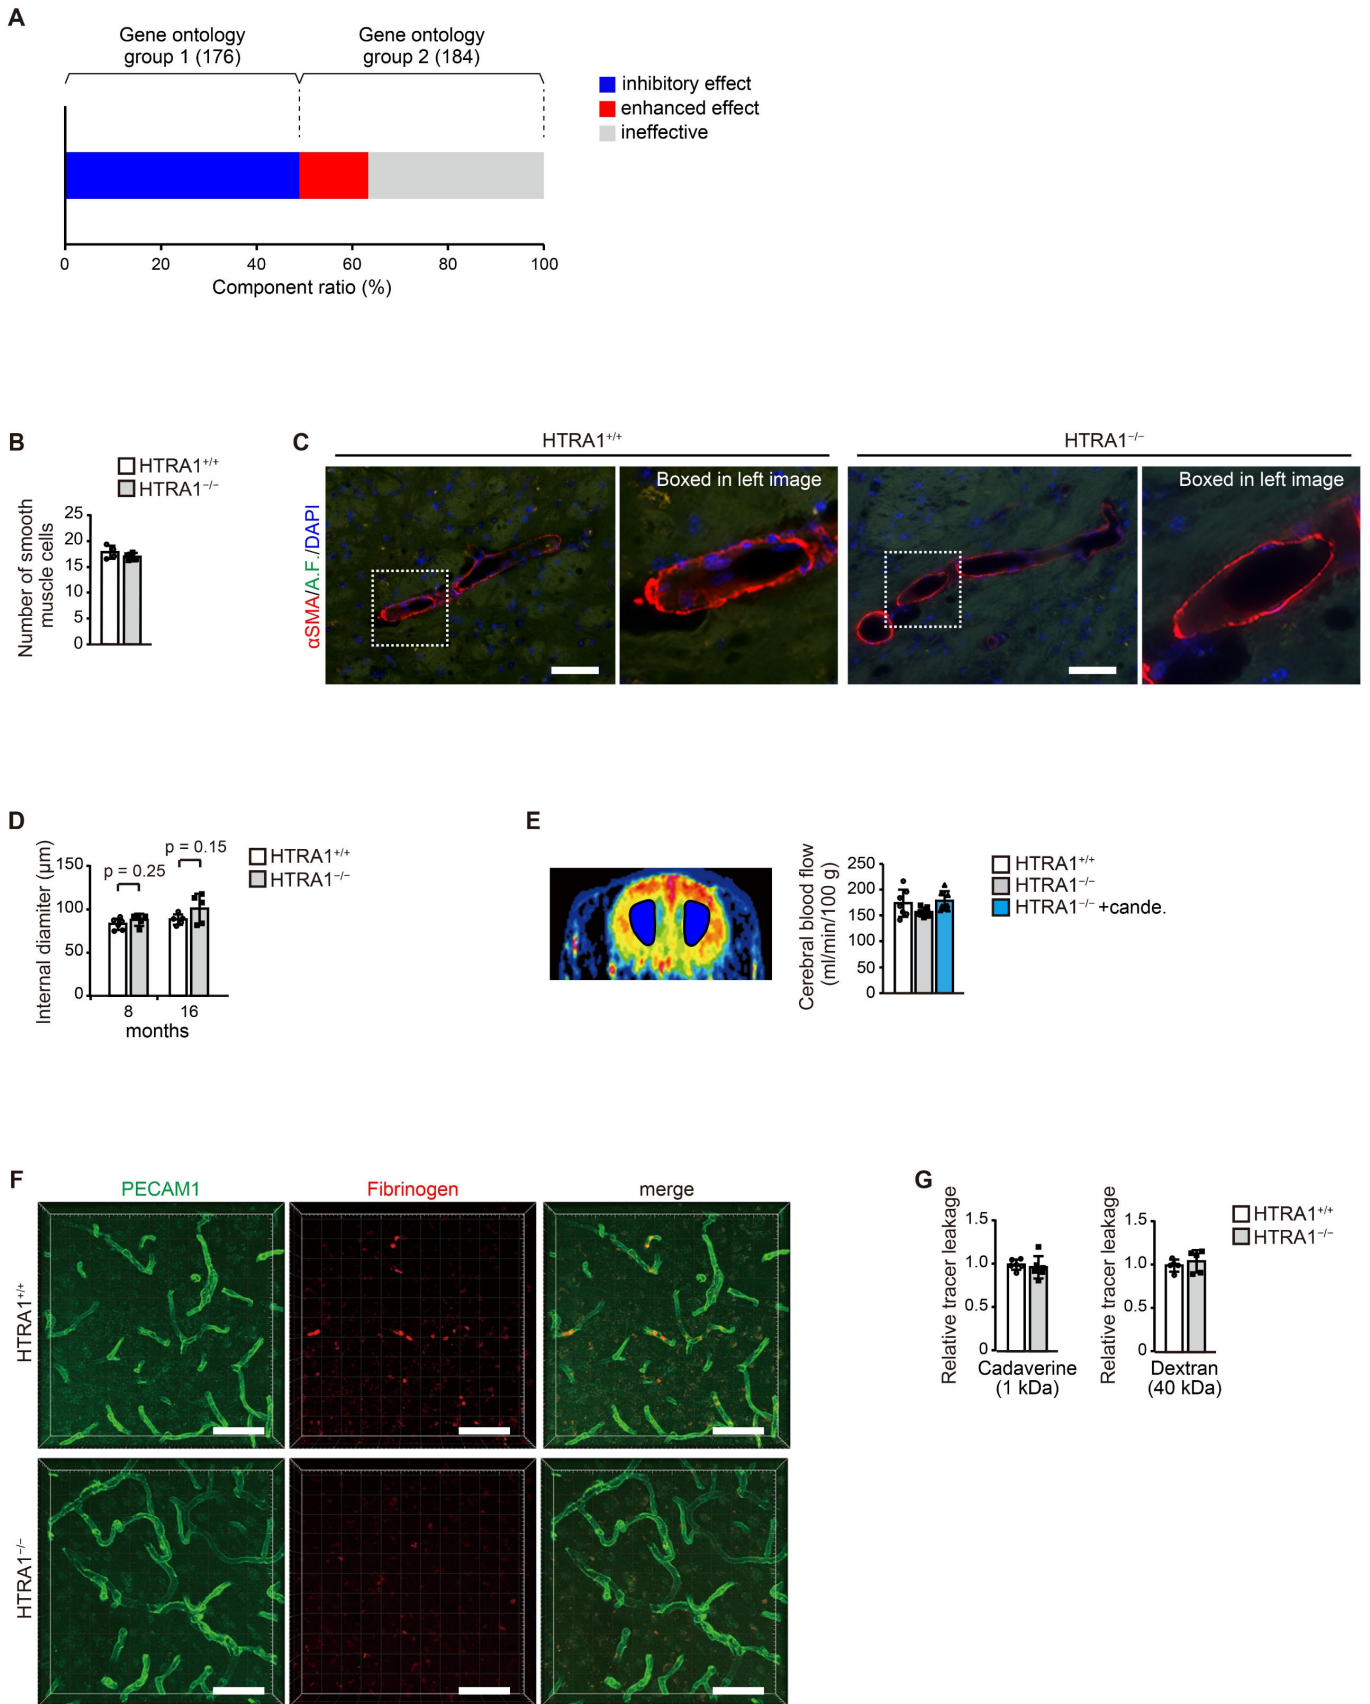 A
Gene ontology
group 1 (176)
Gene ontology
group 2 (184)
inhibitory effect
enhanced effect
ineffective
0 20 40 60 80 100
Component ratio (%)
B
HTRA1+/+
HTRA1−/−
Number of smooth
muscle cells
25
20
15
10
5
0
C
HTRA1+/+
HTRA1−/−
αSMA/A.F./DAPI
Boxed in left image
Boxed in left image
D
Internal diamiter (μm)
150
100
50
0
p = 0.25
p = 0.15
8 16
months
HTRA1+/+
HTRA1−/−
E
Cerebral blood flow
(ml/min/100 g)
250
200
150
100
50
0
HTRA1+/+
HTRA1−/−
HTRA1−/− +cande.
F
PECAM1
Fibrinogen
merge
HTRA1+/+
HTRA1−/−
G
Relative tracer leakage
1.5
1.0
0.5
0
Cadaverine
(1 kDa)
Relative tracer leakage
1.5
1.0
0.5
0
Dextran
(40 kDa)
HTRA1+/+
HTRA1−/−